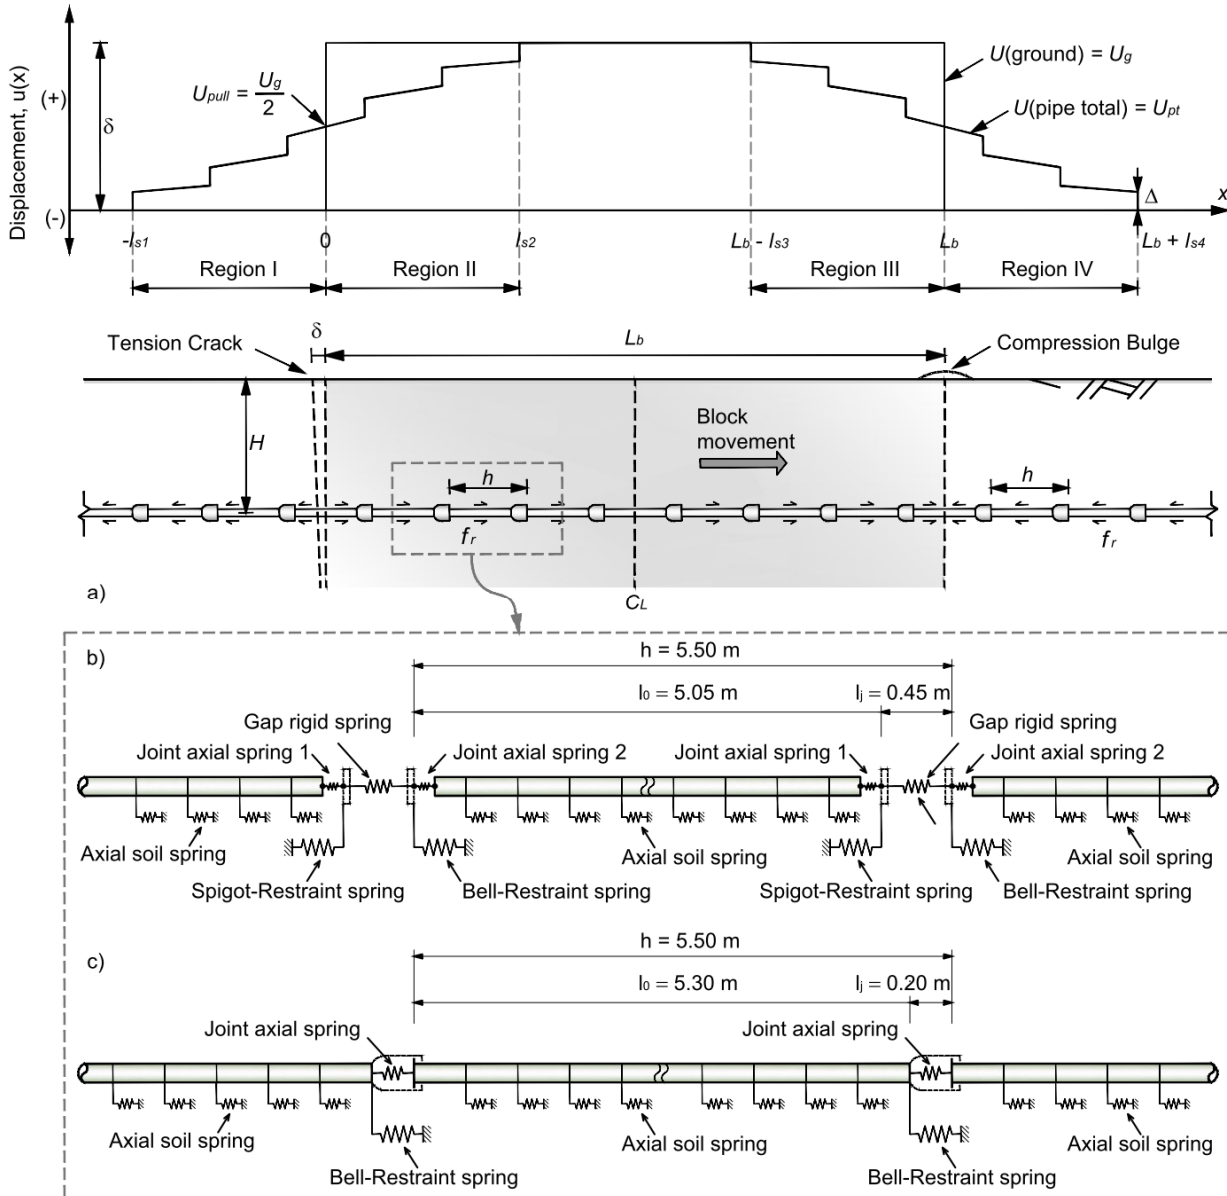 Displacement, u(x)
(+)
(-)
δ
U_pull = U_g/2
U(ground) = U_g
U(pipe total) = U_pt
Δ
x
-l_s1
0
l_s2
L_b - l_s3
L_b
L_b + l_s4
Region I
Region II
Region III
Region IV
δ
L_b
Tension Crack
Compression Bulge
H
Block
movement
h
h
f_r
f_r
a)
C_L
b)
h = 5.50 m
l_0 = 5.05 m
l_j = 0.45 m
Gap rigid spring
Gap rigid spring
Joint axial spring 1
Joint axial spring 2
Joint axial spring 1
Joint axial spring 2
Axial soil spring
Axial soil spring
Axial soil spring
Spigot-Restraint spring
Bell-Restraint spring
Spigot-Restraint spring
Bell-Restraint spring
c)
h = 5.50 m
l_0 = 5.30 m
l_j = 0.20 m
Joint axial spring
Joint axial spring
Axial soil spring
Axial soil spring
Axial soil spring
Bell-Restraint spring
Bell-Restraint spring